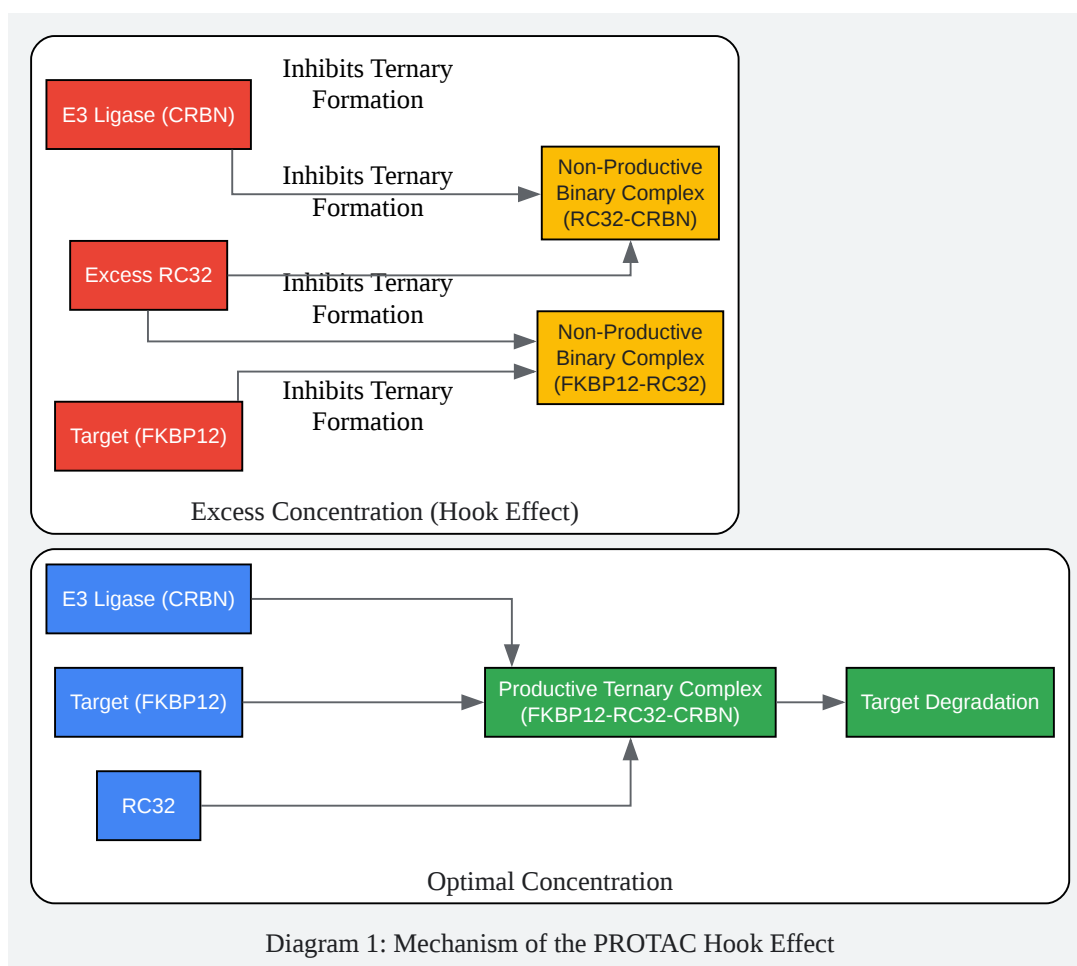 Inhibits Ternary
Formation
E3 Ligase (CRBN)
Inhibits Ternary
Formation
Non-Productive
Binary Complex
(RC32-CRBN)
Excess RC32
Inhibits Ternary
Formation
Non-Productive
Binary Complex
(FKBP12-RC32)
Inhibits Ternary
Formation
Target (FKBP12)
Excess Concentration (Hook Effect)
E3 Ligase (CRBN)
Target (FKBP12)
Productive Ternary Complex
(FKBP12-RC32-CRBN)
Target Degradation
RC32
Optimal Concentration
Diagram 1: Mechanism of the PROTAC Hook Effect